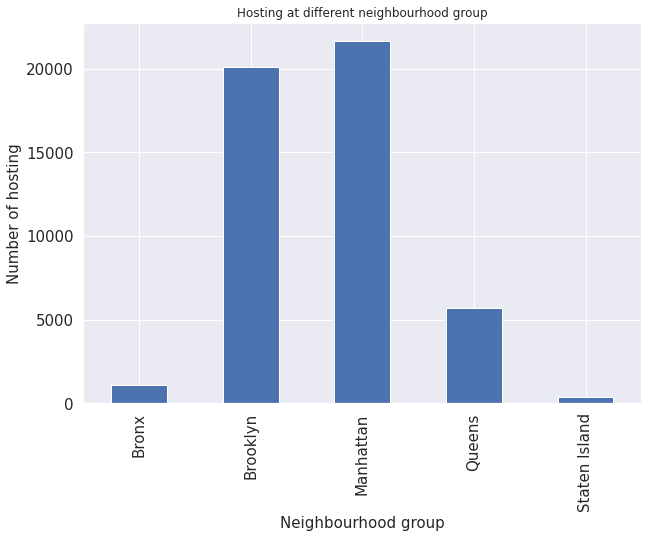 Hosting at different neighbourhood group
Number of hosting
20000
15000
10000
5000
0
Bronx
Brooklyn
Manhattan
Queens
Staten Island
Neighbourhood group